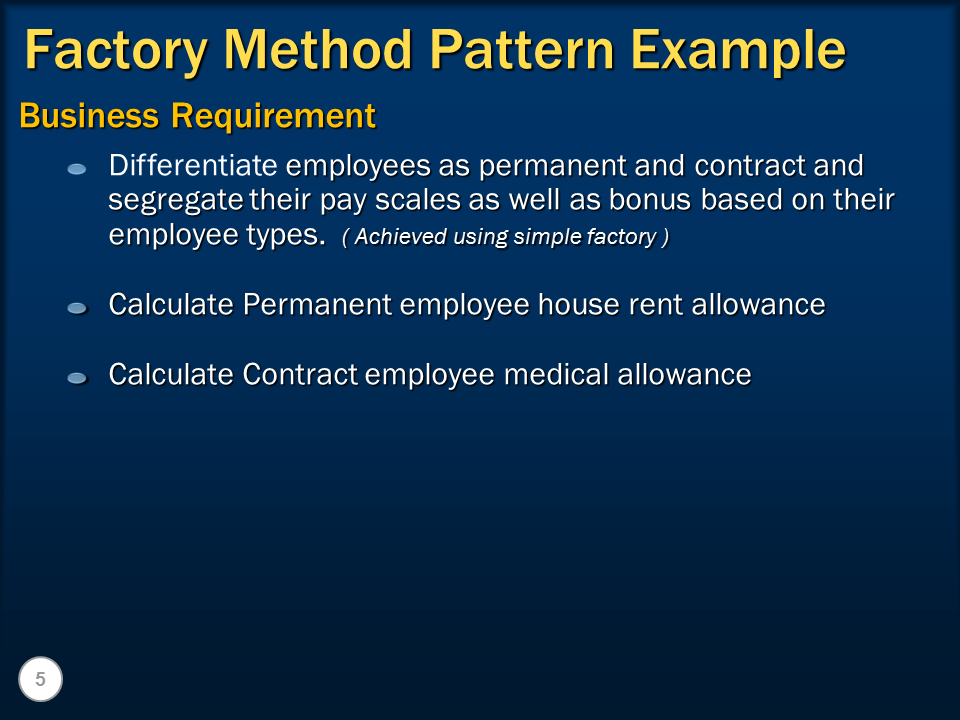 Factory Method Pattern Example
Business Requirement
Differentiate employees as permanent and contract and
segregate their pay scales as well as bonus based on their
employee types. ( Achieved using simple factory )
Calculate Permanent employee house rent allowance
Calculate Contract employee medical allowance
5